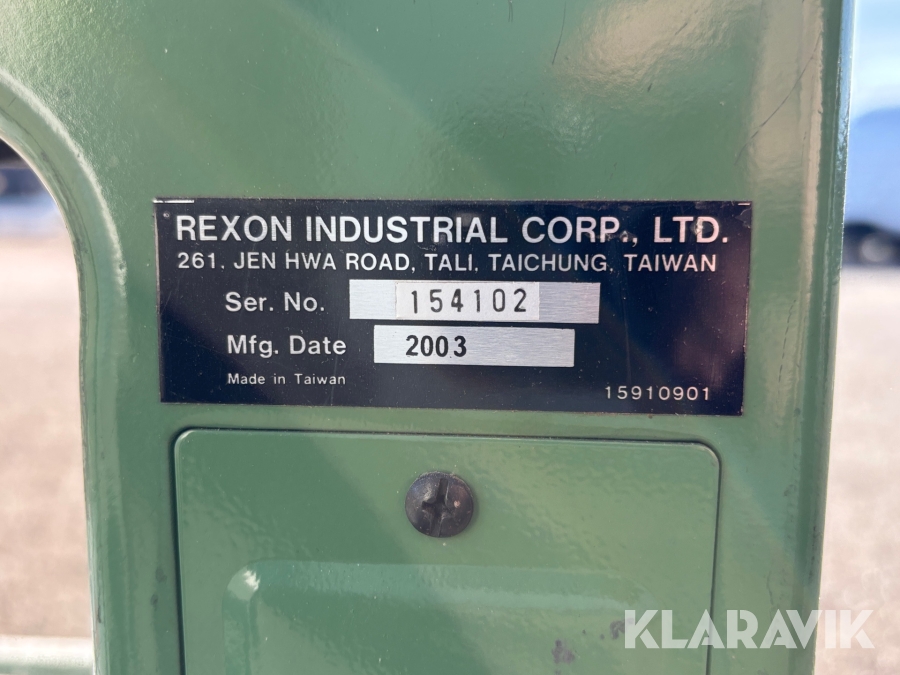 REXON INDUSTRIAL CORP., LTD.
261, JEN HWA ROAD, TALI, TAICHUNG, TAIWAN
Ser. No. 154102
Mfg. Date 2003
Made in Taiwan 15910901
KLARAVIK